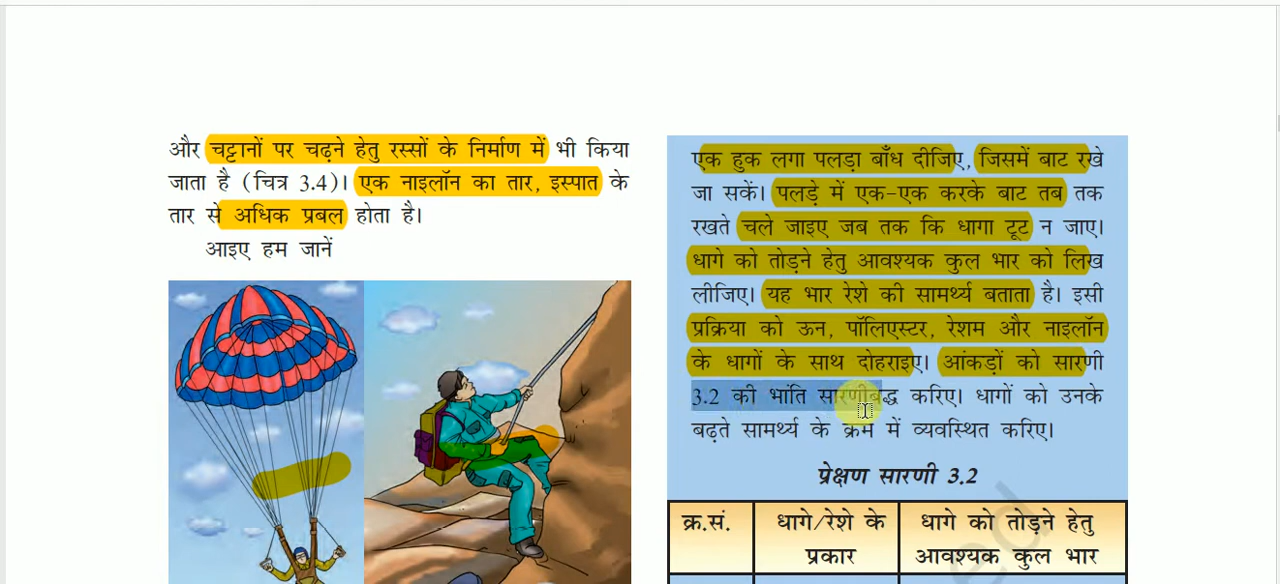 और चट्टानों पर चढ़ने हेतु रस्सों के निर्माण में भी किया
जाता है (चित्र 3.4)। एक नाइलॉन का तार, इस्पात के
तार से अधिक प्रबल होता है।
आइए हम जानें
एक हुक लगा पलड़ा बाँध दीजिए, जिसमें बाट रखे
जा सकें। पलड़े में एक-एक करके बाट तब तक
रखते चले जाइए जब तक कि धागा टूट न जाए।
धागे को तोड़ने हेतु आवश्यक कुल भार को लिख
लीजिए। यह भार रेशे की सामर्थ्य बताता है। इसी
प्रक्रिया को ऊन, पॉलिएस्टर, रेशम और नाइलॉन
के धागों के साथ दोहराइए। आंकड़ों को सारणी
3.2 की भांति सारणीबद्ध करिए। धागों को उनके
बढ़ते सामर्थ्य के क्रम में व्यवस्थित करिए।
प्रेक्षण सारणी 3.2
क्र.सं.
धागे/रेशे के
प्रकार
धागे को तोड़ने हेतु
आवश्यक कुल भार